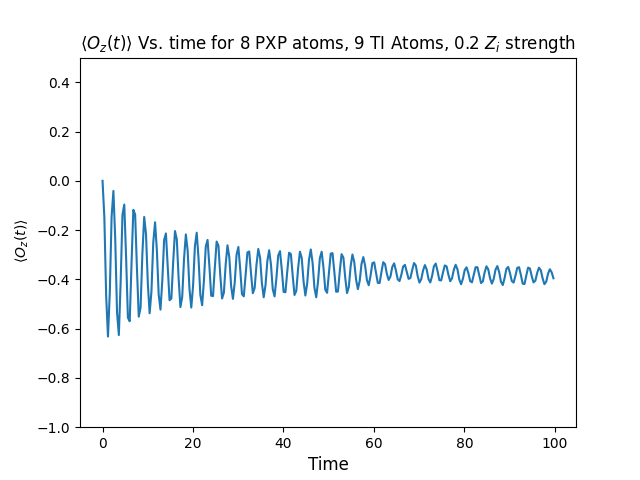 ⟨O_z(t)⟩ Vs. time for 8 PXP atoms, 9 TI Atoms, 0.2 Z_i strength
0.4
0.2
0.0
−0.2
−0.4
−0.6
−0.8
−1.0
⟨O_z(t)⟩
0 20 40 60 80 100
Time